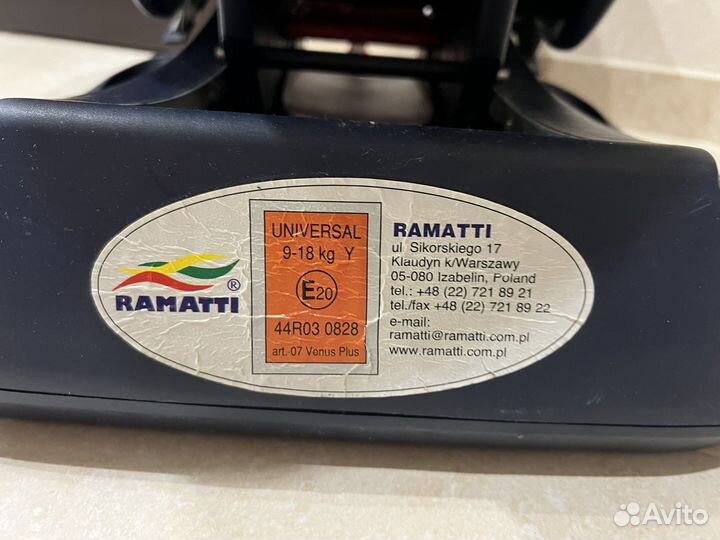 RAMATTI ®
UNIVERSAL
9-18 kg Y
E20
44R03 0828
art. 07 Venus Plus
RAMATTI
ul Sikorskiego 17
Klaudyn k/Warszawy
05-080 Izabelin, Poland
tel.: +48 (22) 721 89 21
tel./fax +48 (22) 721 89 22
e-mail:
ramatti@ramatti.com.pl
www.ramatti.com.pl
Avito